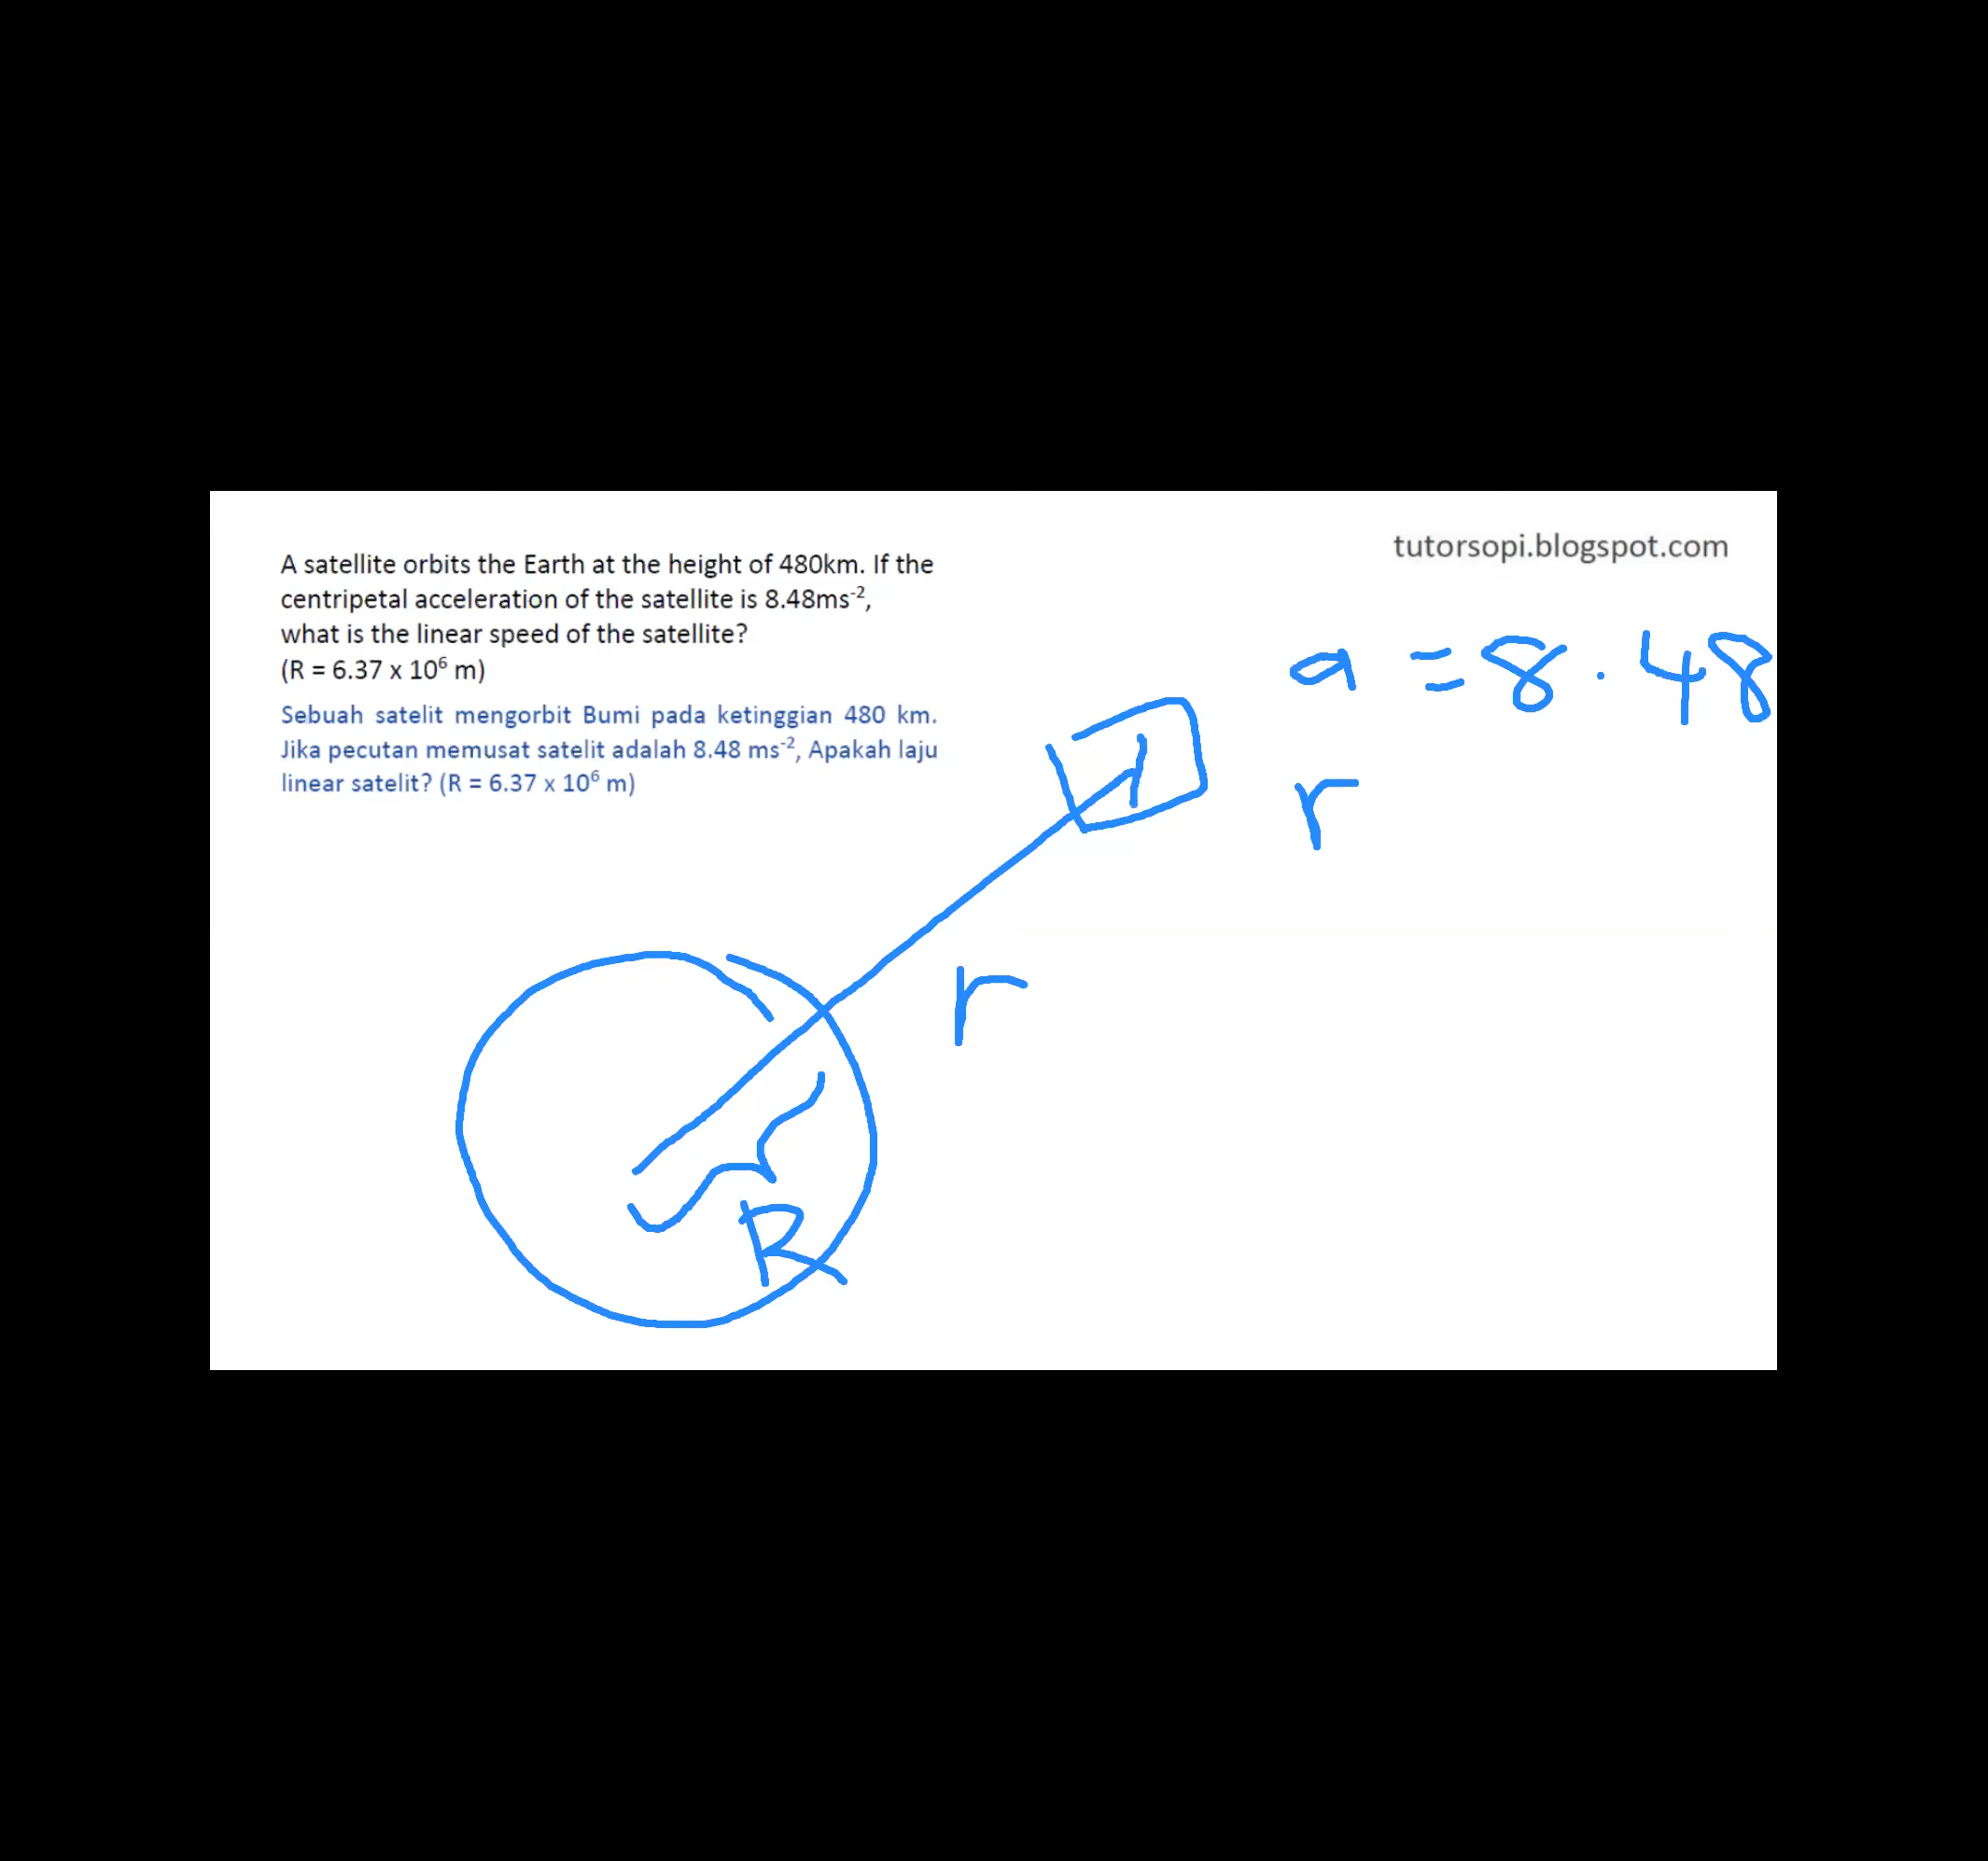 tutorsopi.blogspot.com
A satellite orbits the Earth at the height of 480km. If the
centripetal acceleration of the satellite is 8.48ms⁻²,
what is the linear speed of the satellite?
(R = 6.37 x 10⁶ m)
Sebuah satelit mengorbit Bumi pada ketinggian 480 km.
Jika pecutan memusat satelit adalah 8.48 ms⁻², Apakah laju
linear satelit? (R = 6.37 x 10⁶ m)
a = 8.48
r
r
R